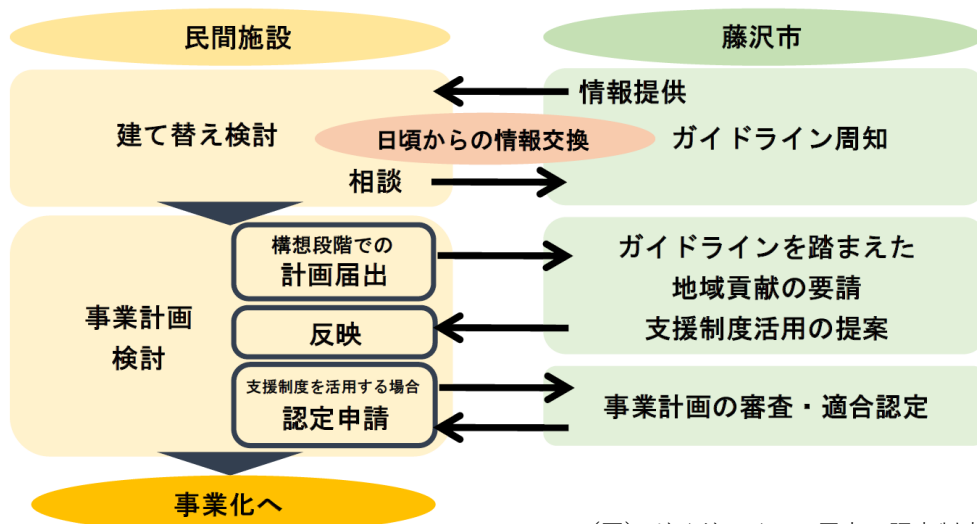 民間施設
藤沢市
情報提供
建て替え検討
日頃からの情報交換
ガイドライン周知
相談
構想段階での
計画届出
ガイドラインを踏まえた
地域貢献の要請
支援制度活用の提案
事業計画
検討
反映
支援制度を活用する場合
認定申請
事業計画の審査・適合認定
事業化へ